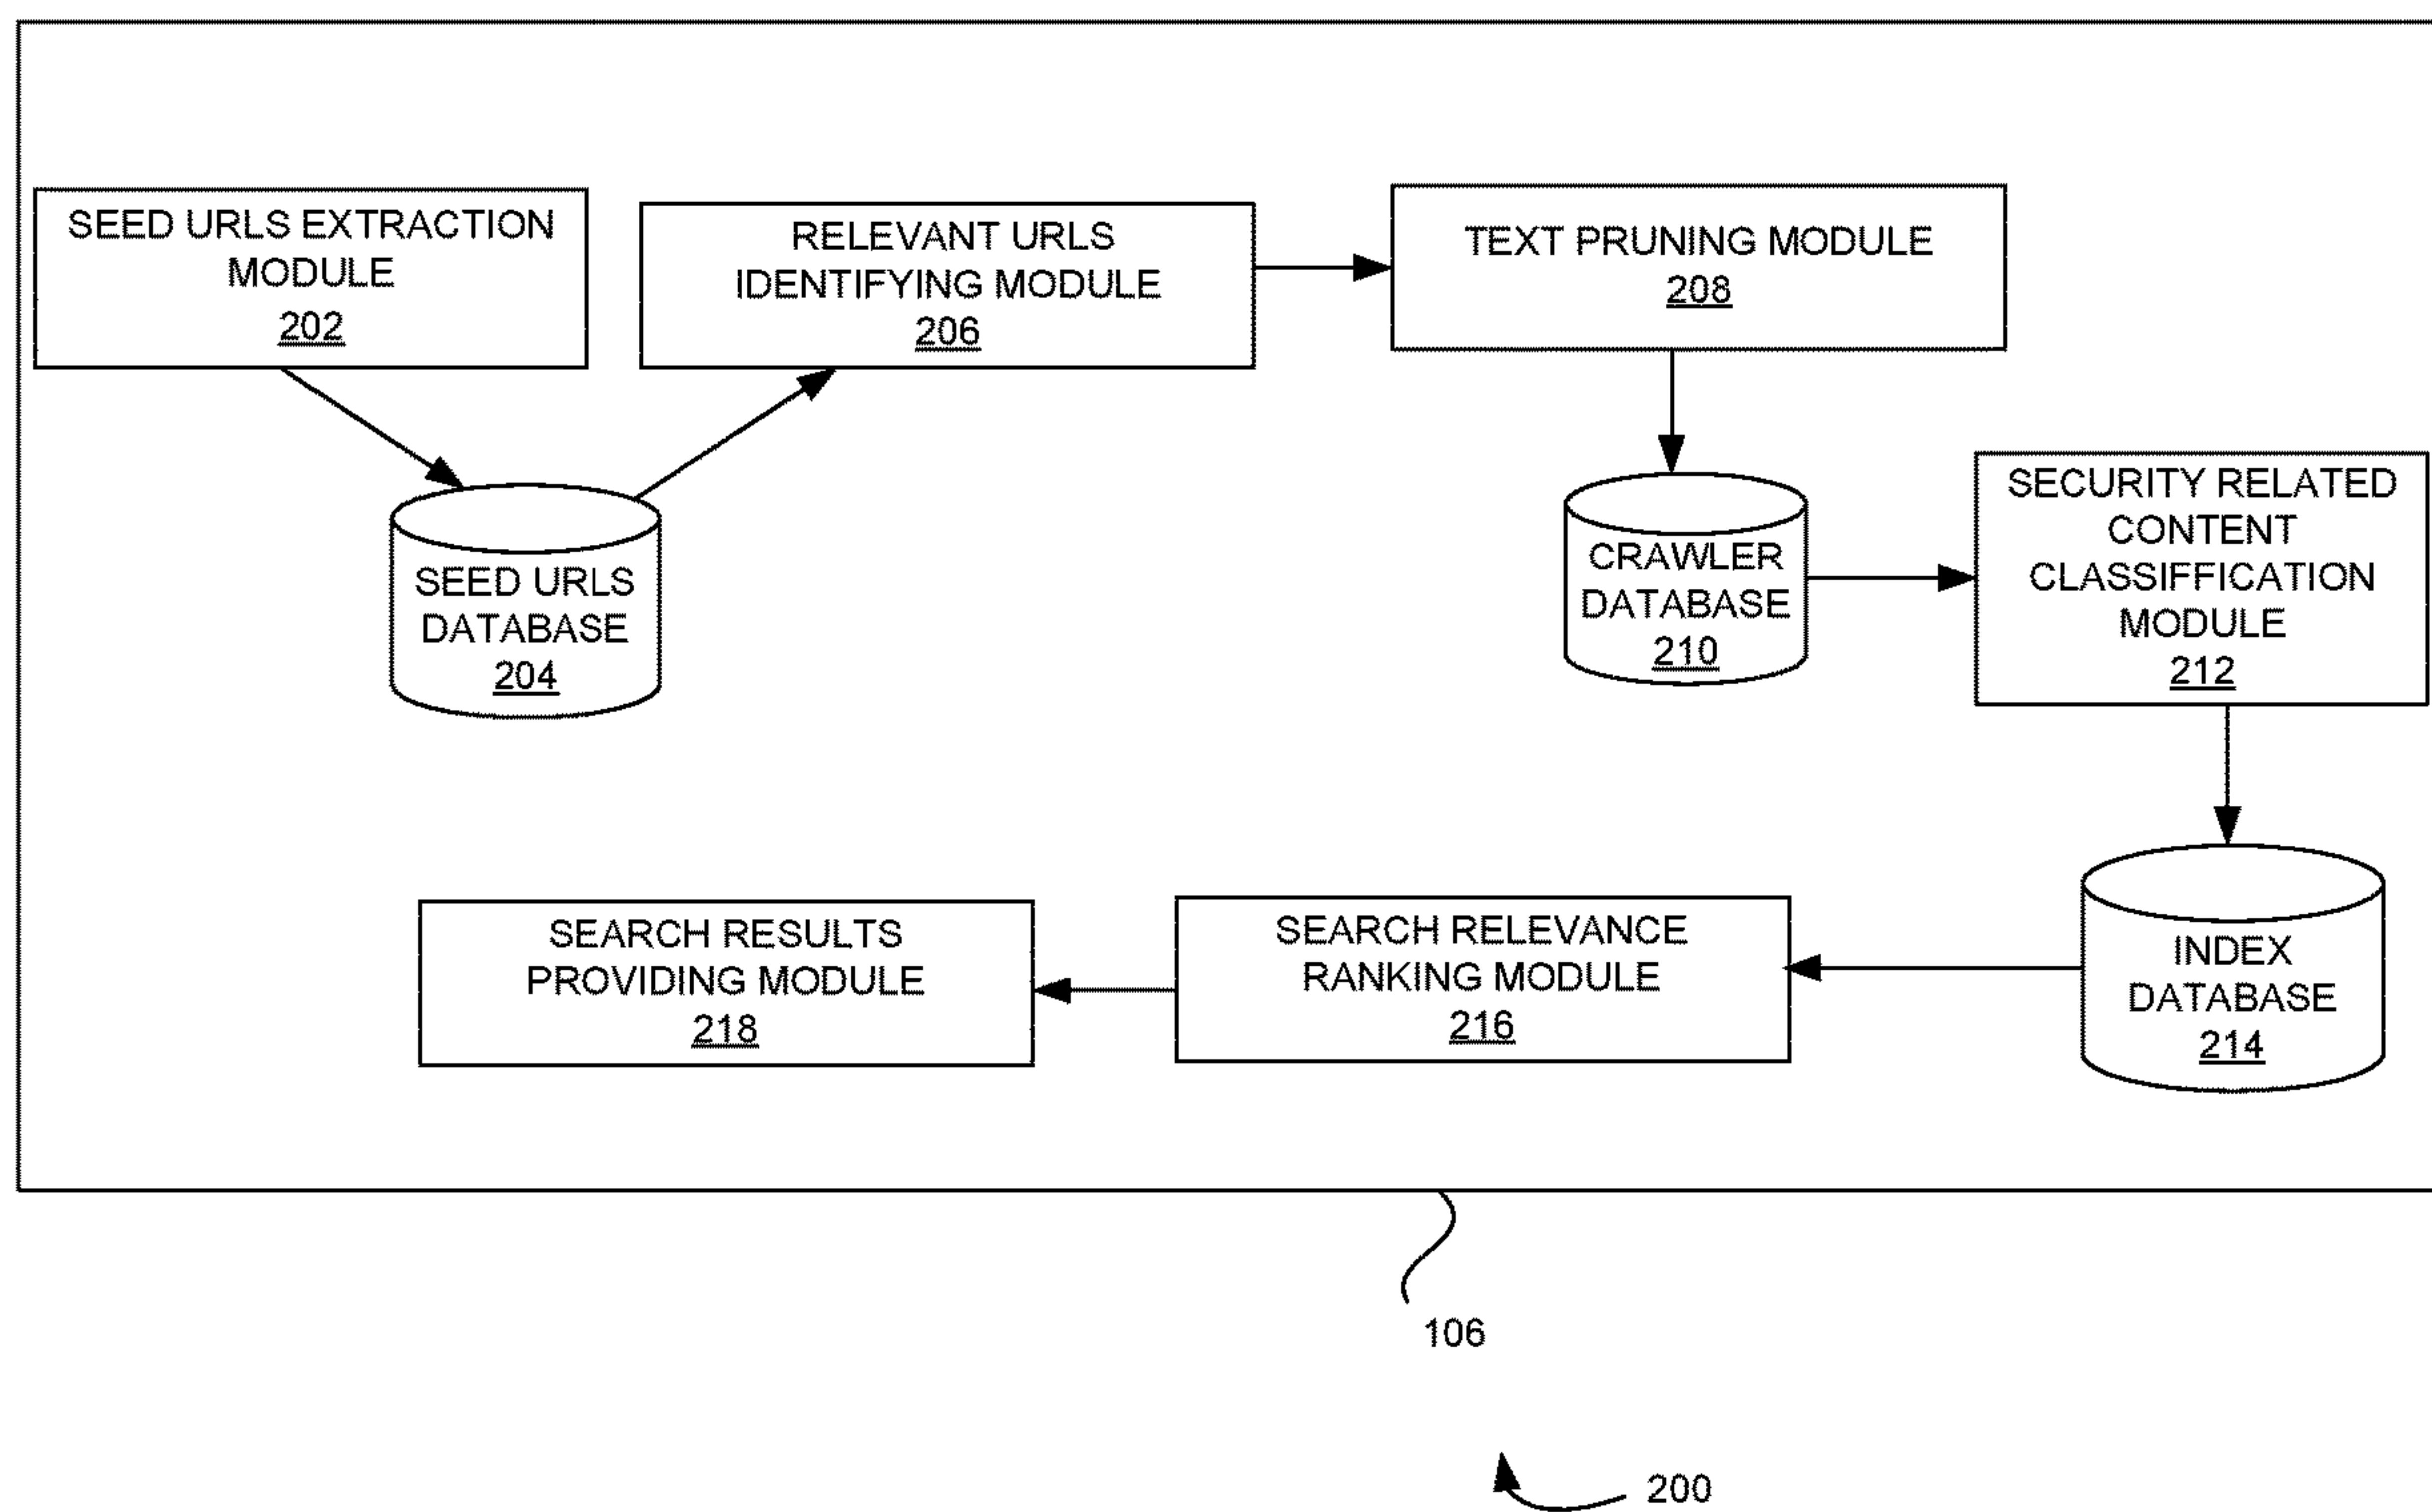 SEED URLS EXTRACTION
MODULE
202
RELEVANT URLS
IDENTIFYING MODULE
206
TEXT PRUNING MODULE
208
SEED URLS
DATABASE
204
CRAWLER
DATABASE
210
SECURITY RELATED
CONTENT
CLASSIFFICATION
MODULE
212
SEARCH RESULTS
PROVIDING MODULE
218
SEARCH RELEVANCE
RANKING MODULE
216
INDEX
DATABASE
214
106
200